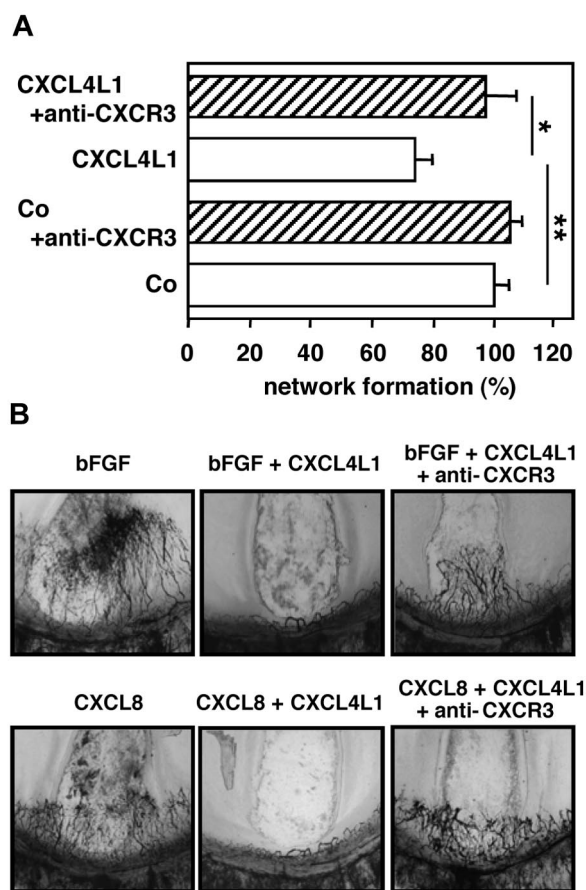 A
CXCL4L1
+anti-CXCR3
*
CXCL4L1
Co
+anti-CXCR3
**
Co
0 20 40 60 80 100 120
network formation (%)
B
bFGF
bFGF + CXCL4L1
bFGF + CXCL4L1
+ anti-CXCR3
CXCL8
CXCL8 + CXCL4L1
CXCL8 + CXCL4L1
+ anti-CXCR3